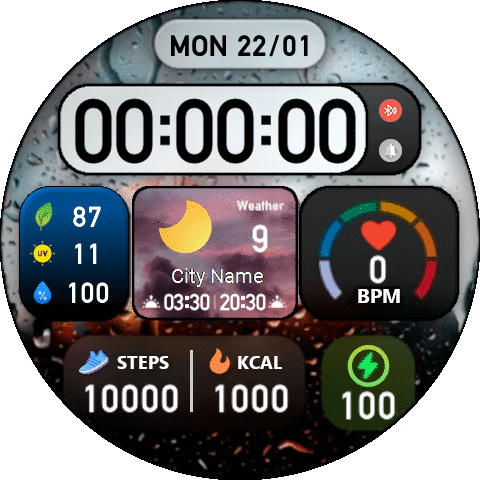 MON 22/01
00:00:00
87
UV 11
% 100
Weather
9
City Name
03:30 20:30
0
BPM
STEPS KCAL
10000 1000
100